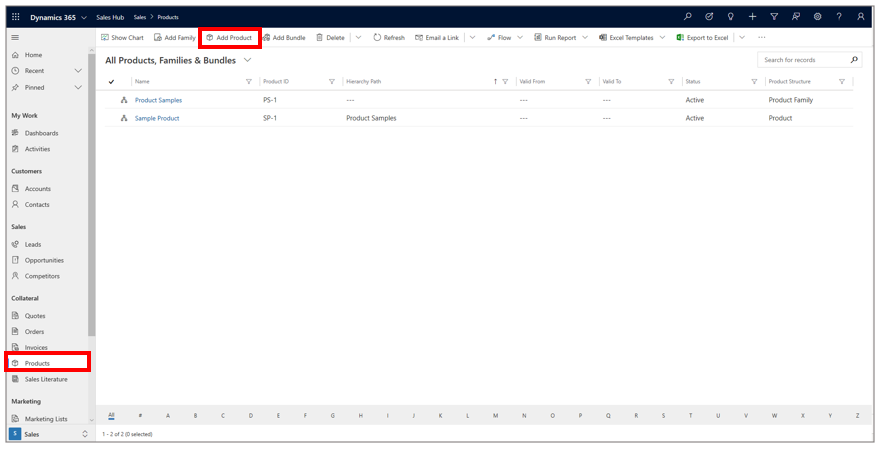 Dynamics 365 Sales Hub Sales > Products
Show Chart Add Family Add Product Add Bundle Delete Refresh Email a Link Flow Run Report Excel Templates Export to Excel ...
Home
Recent
Pinned
My Work
Dashboards
Activities
Customers
Accounts
Contacts
Sales
Leads
Opportunities
Competitors
Collateral
Quotes
Orders
Invoices
Products
Sales Literature
Marketing
Marketing Lists
S Sales
All Products, Families & Bundles
Search for records
Name Product ID Hierarchy Path Valid From Valid To Status Product Structure
Product Samples PS-1 --- --- --- Active Product Family
Sample Product SP-1 Product Samples --- --- Active Product
All # A B C D E F G H I J K L M N O P Q R S T U V W X Y Z
1 - 2 of 2 (0 selected)